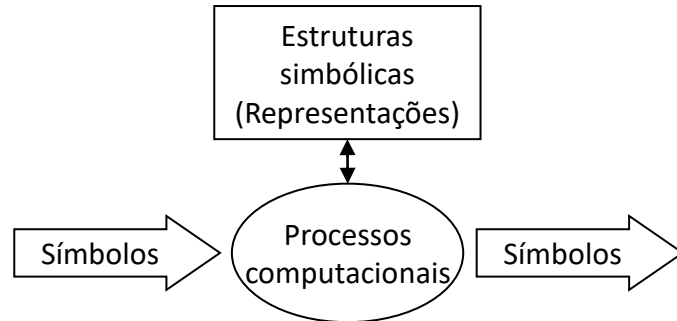 Estruturas
simbólicas
(Representações)
Símbolos
Processos
computacionais
Símbolos